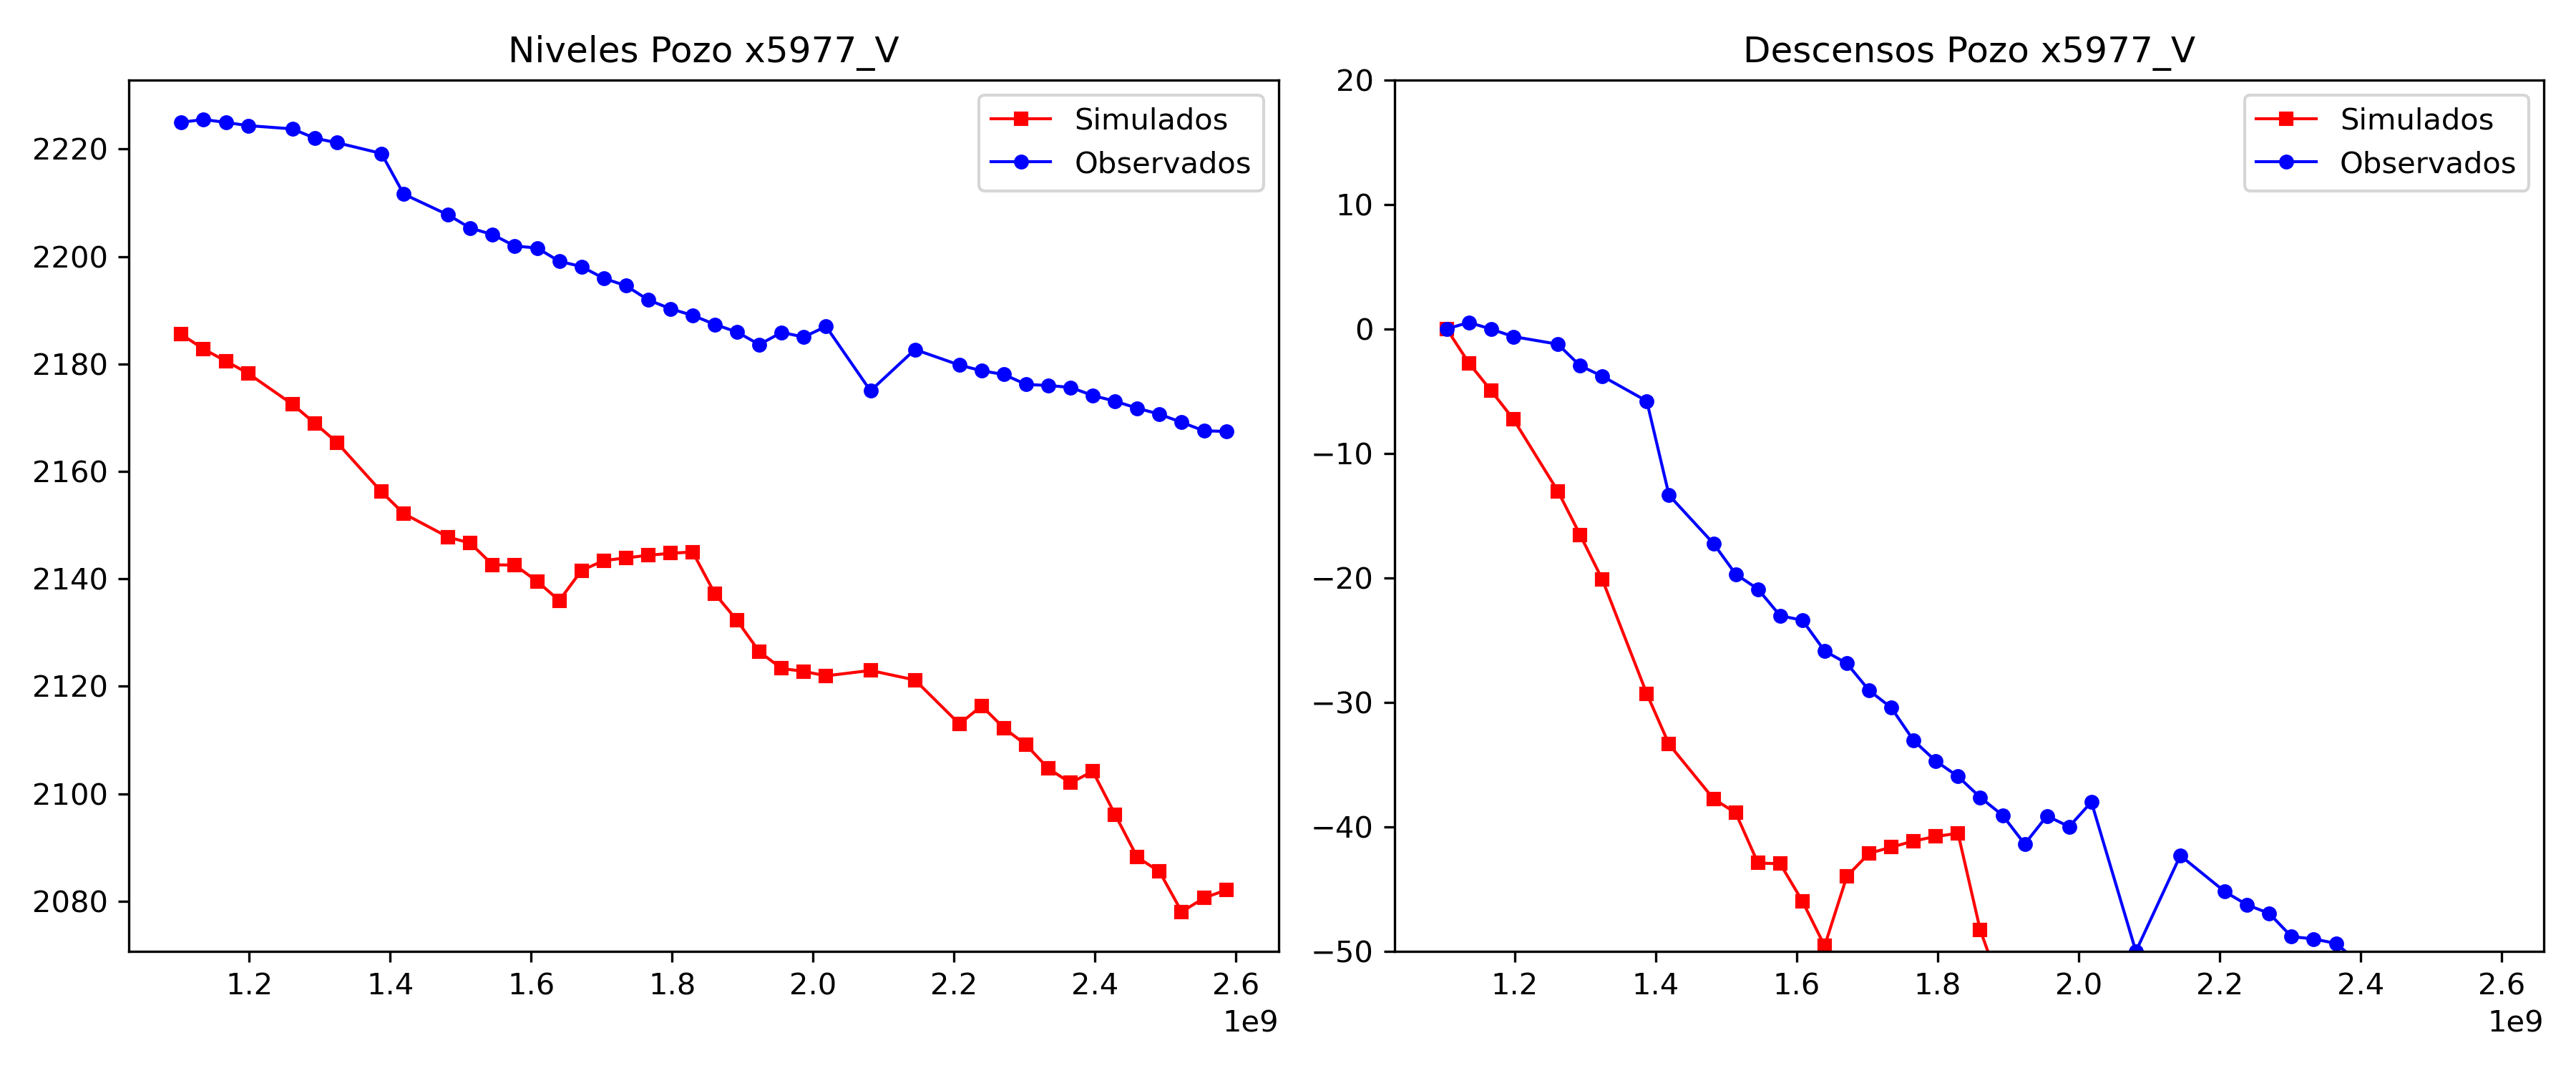 Niveles Pozo x5977_V
Simulados
Observados
2220
2200
2180
2160
2140
2120
2100
2080
1.2 1.4 1.6 1.8 2.0 2.2 2.4 2.6
1e9
Descensos Pozo x5977_V
Simulados
Observados
20
10
0
−10
−20
−30
−40
−50
1.2 1.4 1.6 1.8 2.0 2.2 2.4 2.6
1e9